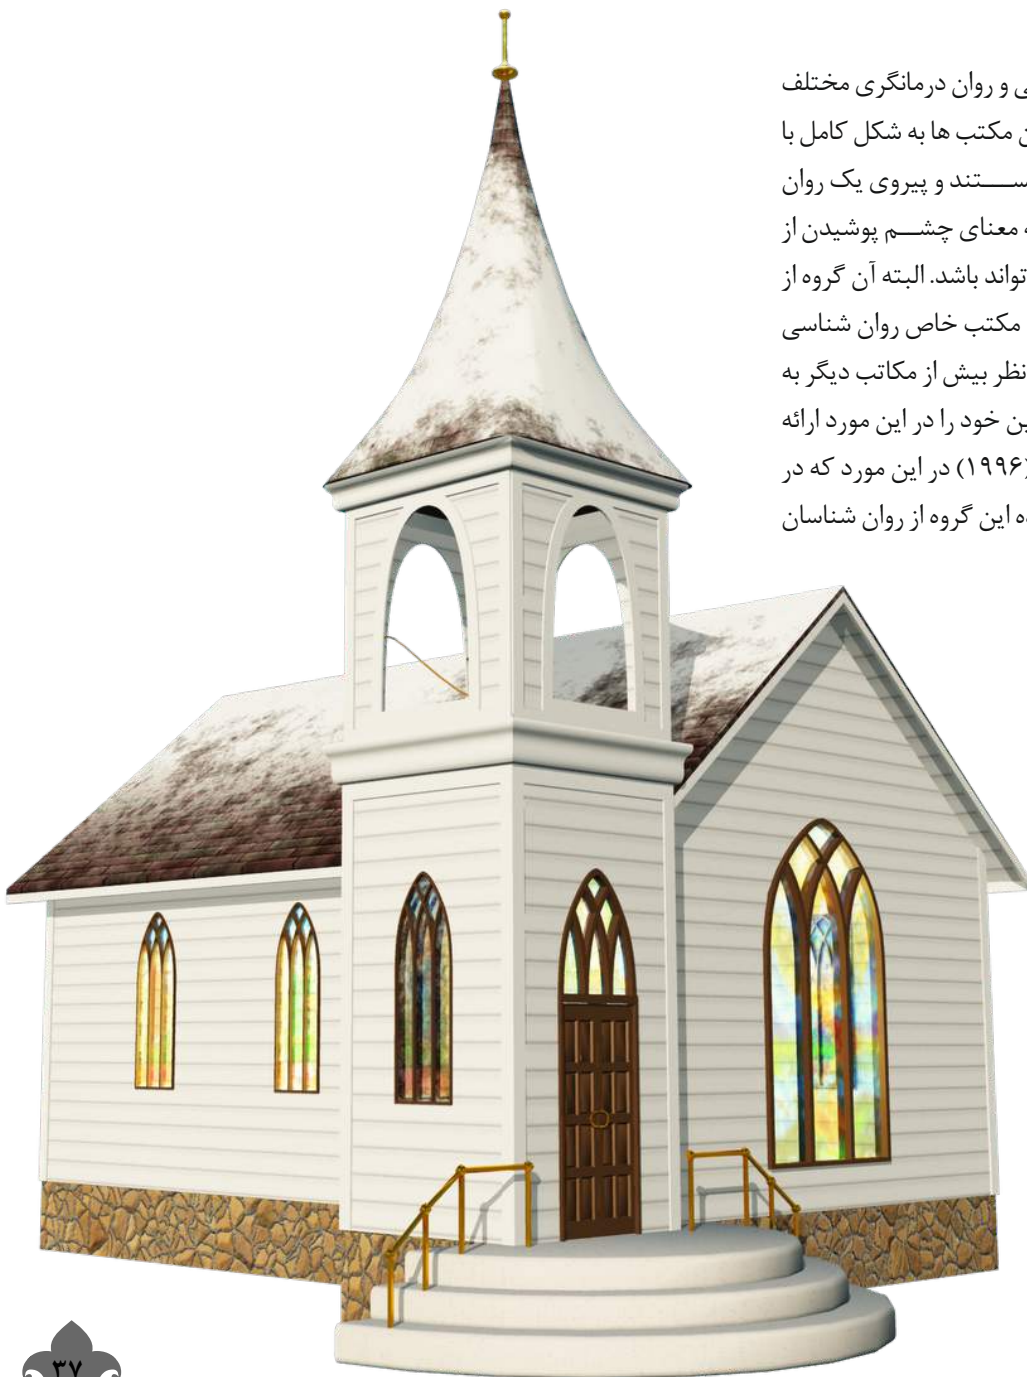 ی و روان درمانگری مختلف
ن مکتب ها به شکل کامل با
ستند و پیروی یک روان
ه معنای چشم پوشیدن از
تواند باشد. البته آن گروه از
مکتب خاص روان شناسی
نظر بیش از مکاتب دیگر به
ین خود را در این مورد ارائه
(۱۹۹۶) در این مورد که در
ده این گروه از روان شناسان
۳۷